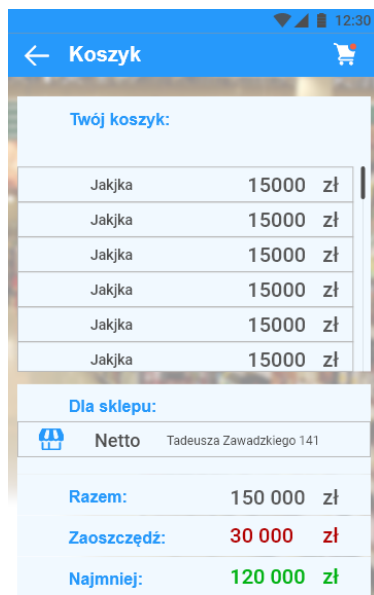 12:30
Koszyk
Twój koszyk:
Jakjka 15000 zł
Jakjka 15000 zł
Jakjka 15000 zł
Jakjka 15000 zł
Jakjka 15000 zł
Jakjka 15000 zł
Dla sklepu:
Netto Tadeusza Zawadzkiego 141
Razem: 150 000 zł
Zaoszczędź: 30 000 zł
Najmniej: 120 000 zł